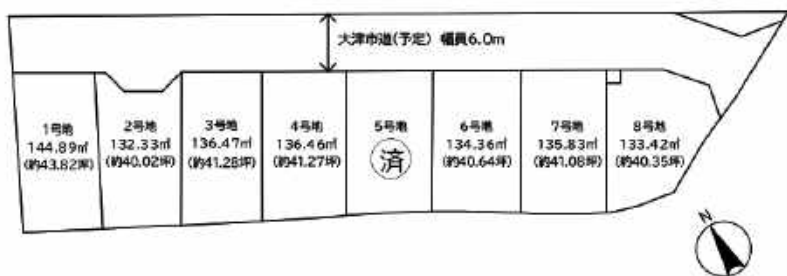 大津市道(予定) 幅員6.0m
1号地
144.89㎡
(約43.82坪)
2号地
132.33㎡
(約40.02坪)
3号地
136.47㎡
(約41.28坪)
4号地
136.46㎡
(約41.27坪)
5号地
済
6号地
134.36㎡
(約40.64坪)
7号地
135.83㎡
(約41.08坪)
8号地
133.42㎡
(約40.35坪)
N